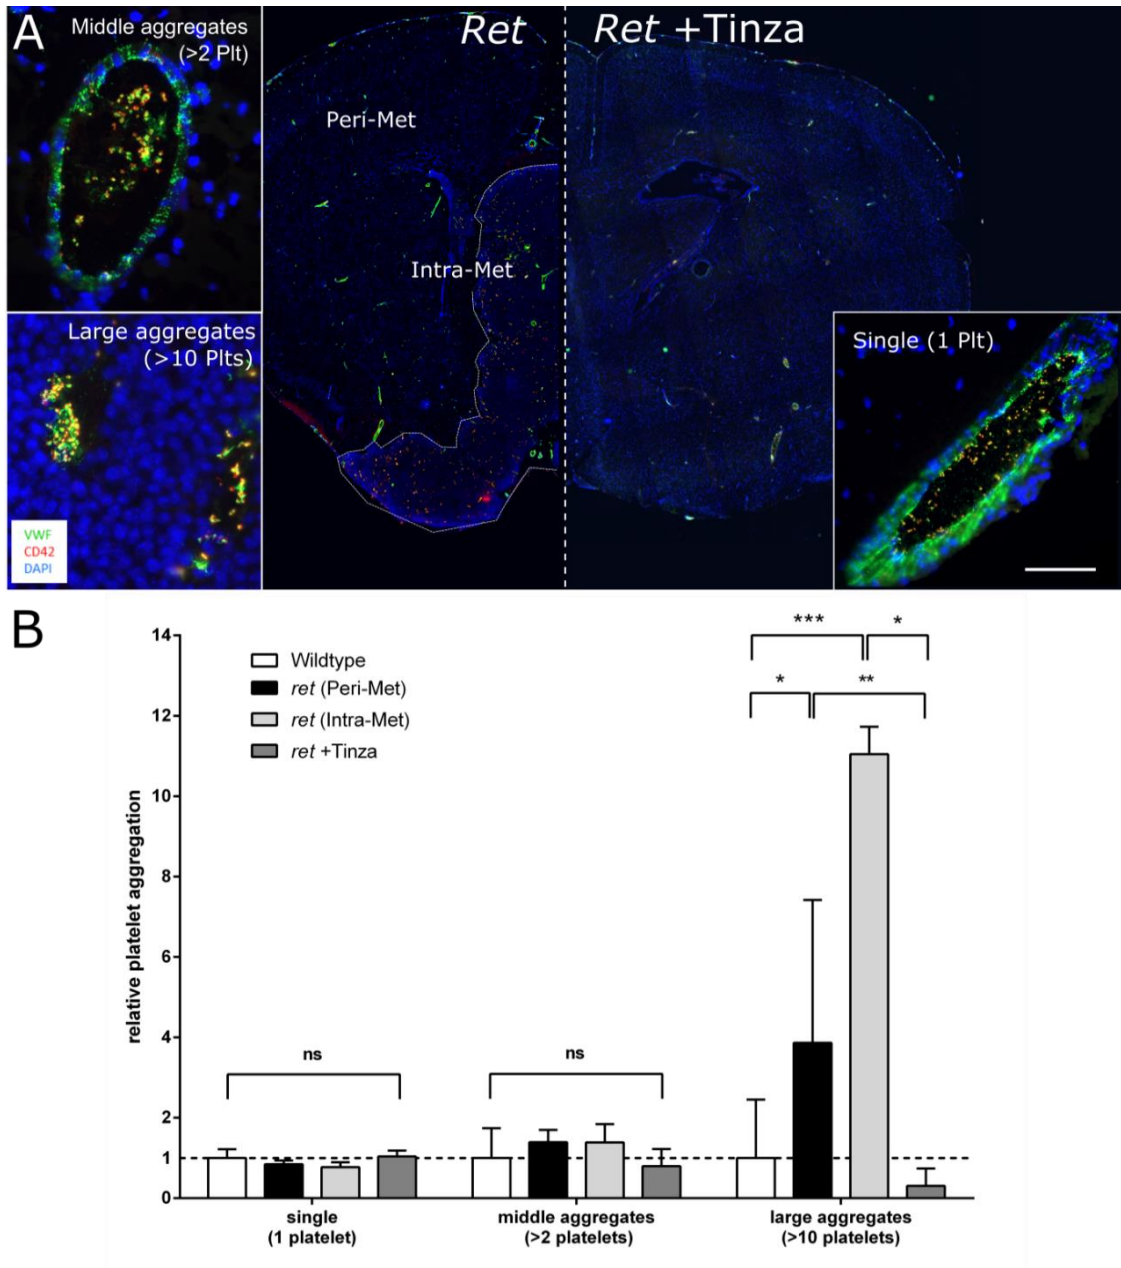 A
Middle aggregates
(>2 Plt)
Ret
Ret +Tinza
Peri-Met
Intra-Met
Large aggregates
(>10 Plts)
Single (1 Plt)
VWF
CD42
DAPI
B
14
12
10
8
6
4
2
1
0
relative platelet aggregation
Wildtype
ret (Peri-Met)
ret (Intra-Met)
ret +Tinza
ns
ns
***
*
*
**
single
(1 platelet)
middle aggregates
(>2 platelets)
large aggregates
(>10 platelets)